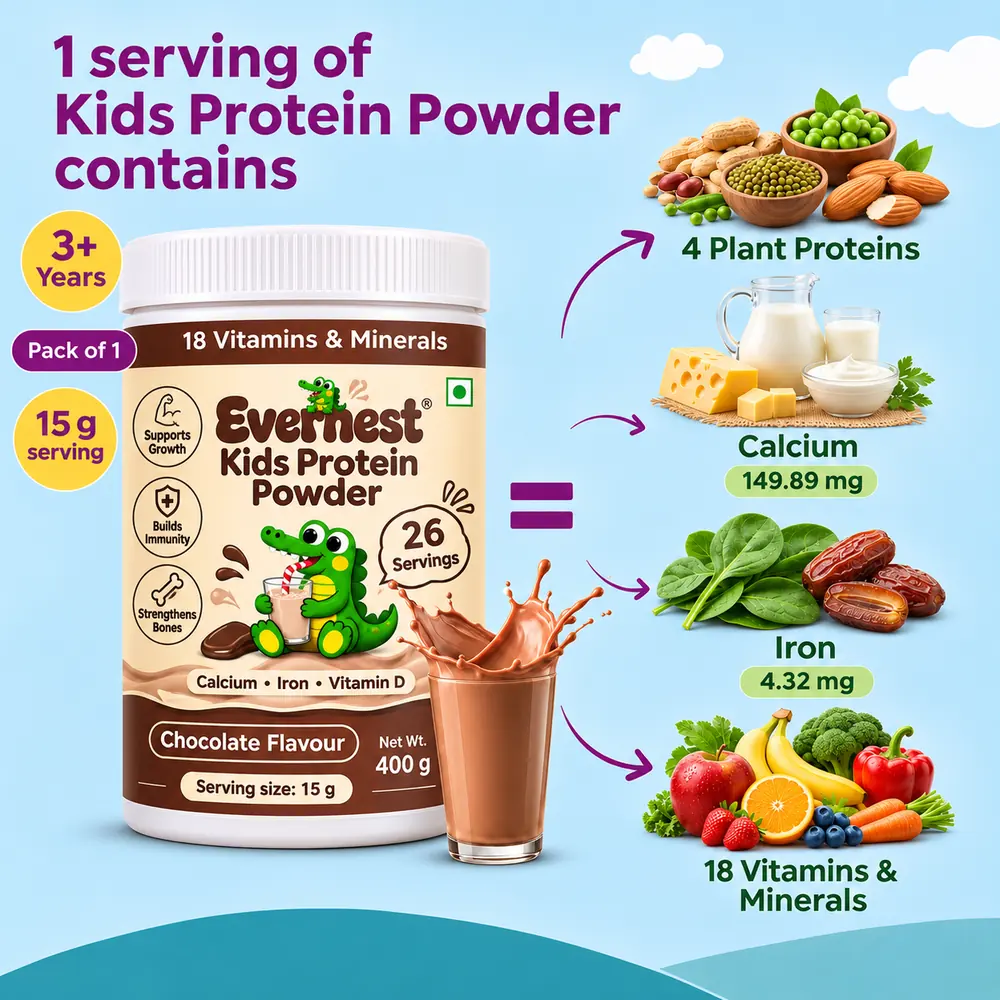 1 serving of
Kids Protein Powder
contains
3+
Years
Pack of 1
15 g
serving
18 Vitamins & Minerals
Evernest®
Kids Protein
Powder
Supports
Growth
Builds
Immunity
Strengthens
Bones
26
Servings
Calcium • Iron • Vitamin D
Chocolate Flavour
Net Wt.
400 g
Serving size: 15 g
=
4 Plant Proteins
Calcium
149.89 mg
Iron
4.32 mg
18 Vitamins &
Minerals